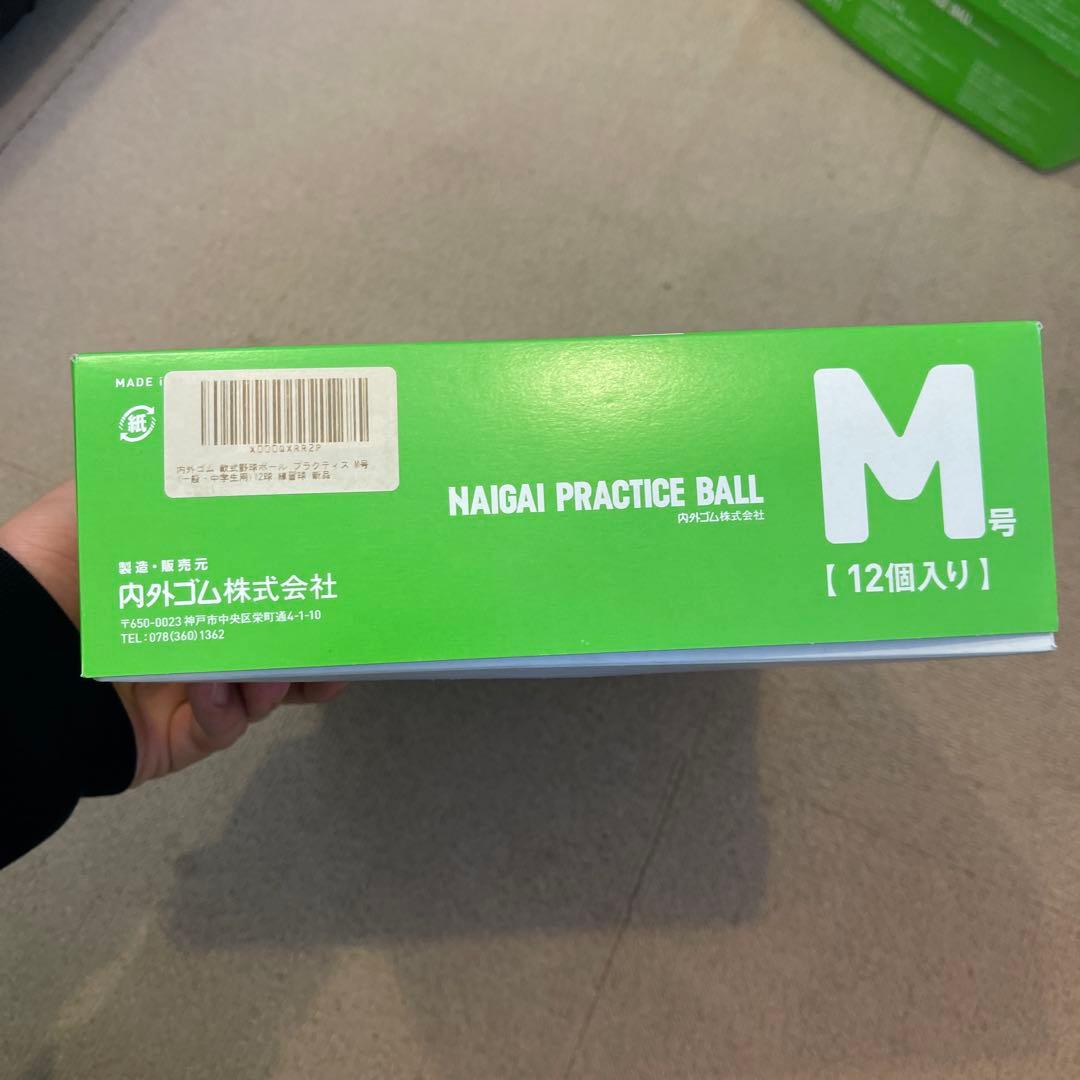 MADE
紙
X000QXRR2P
内外ゴム 軟式野球ボール プラクティス M号
(一般・中学生用) 12球 練習球 新品
NAIGAI PRACTICE BALL
内外ゴム株式会社
M号
【12個入り】
製造・販売元
内外ゴム株式会社
〒650-0023 神戸市中央区栄町通4-1-10
TEL:078(360)1362
BALL